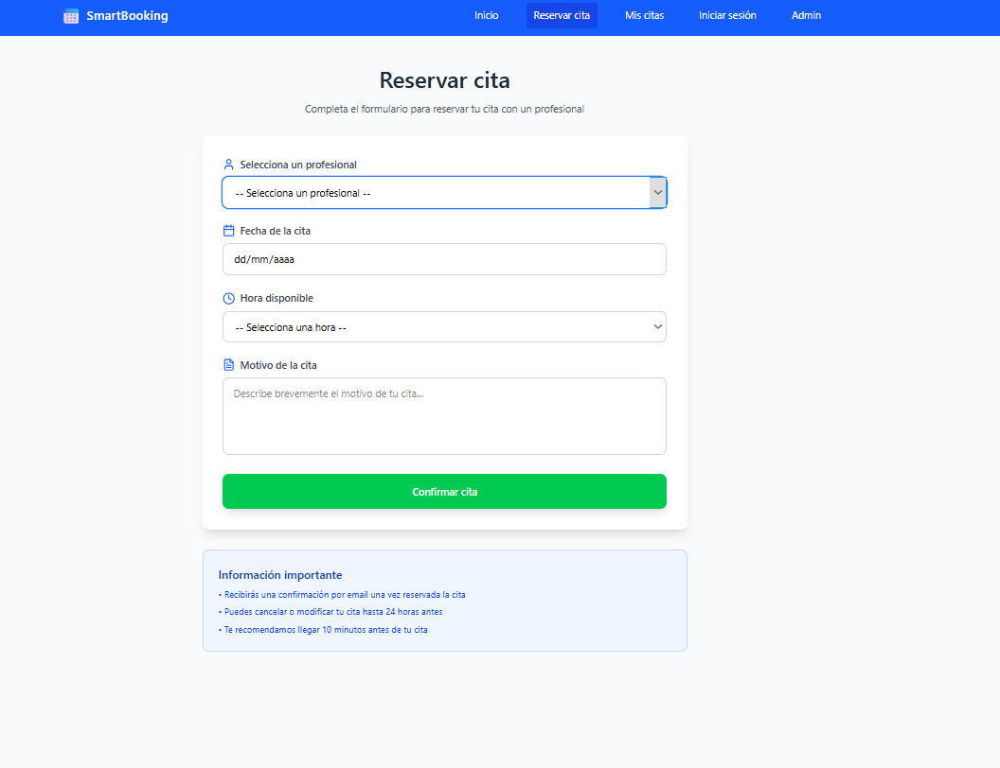 SmartBooking
Inicio
Reservar cita
Mis citas
Iniciar sesión
Admin
Reservar cita
Completa el formulario para reservar tu cita con un profesional
Selecciona un profesional
-- Selecciona un profesional --
Fecha de la cita
dd/mm/aaaa
Hora disponible
-- Selecciona una hora --
Motivo de la cita
Describe brevemente el motivo de tu cita...
Confirmar cita
Información importante
• Recibirás una confirmación por email una vez reservada la cita
• Puedes cancelar o modificar tu cita hasta 24 horas antes
• Te recomendamos llegar 10 minutos antes de tu cita